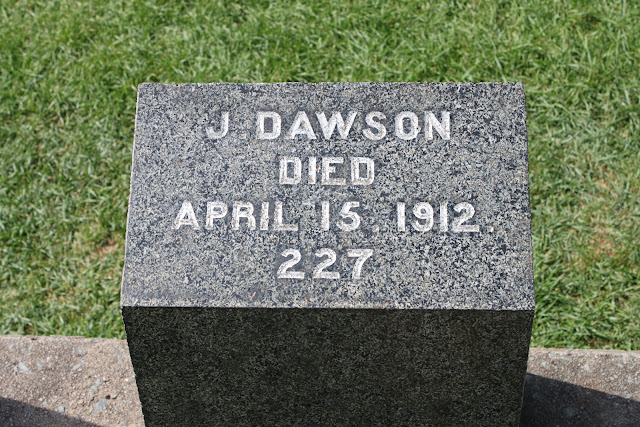 J. DAWSON
DIED
APRIL 15, 1912.
227